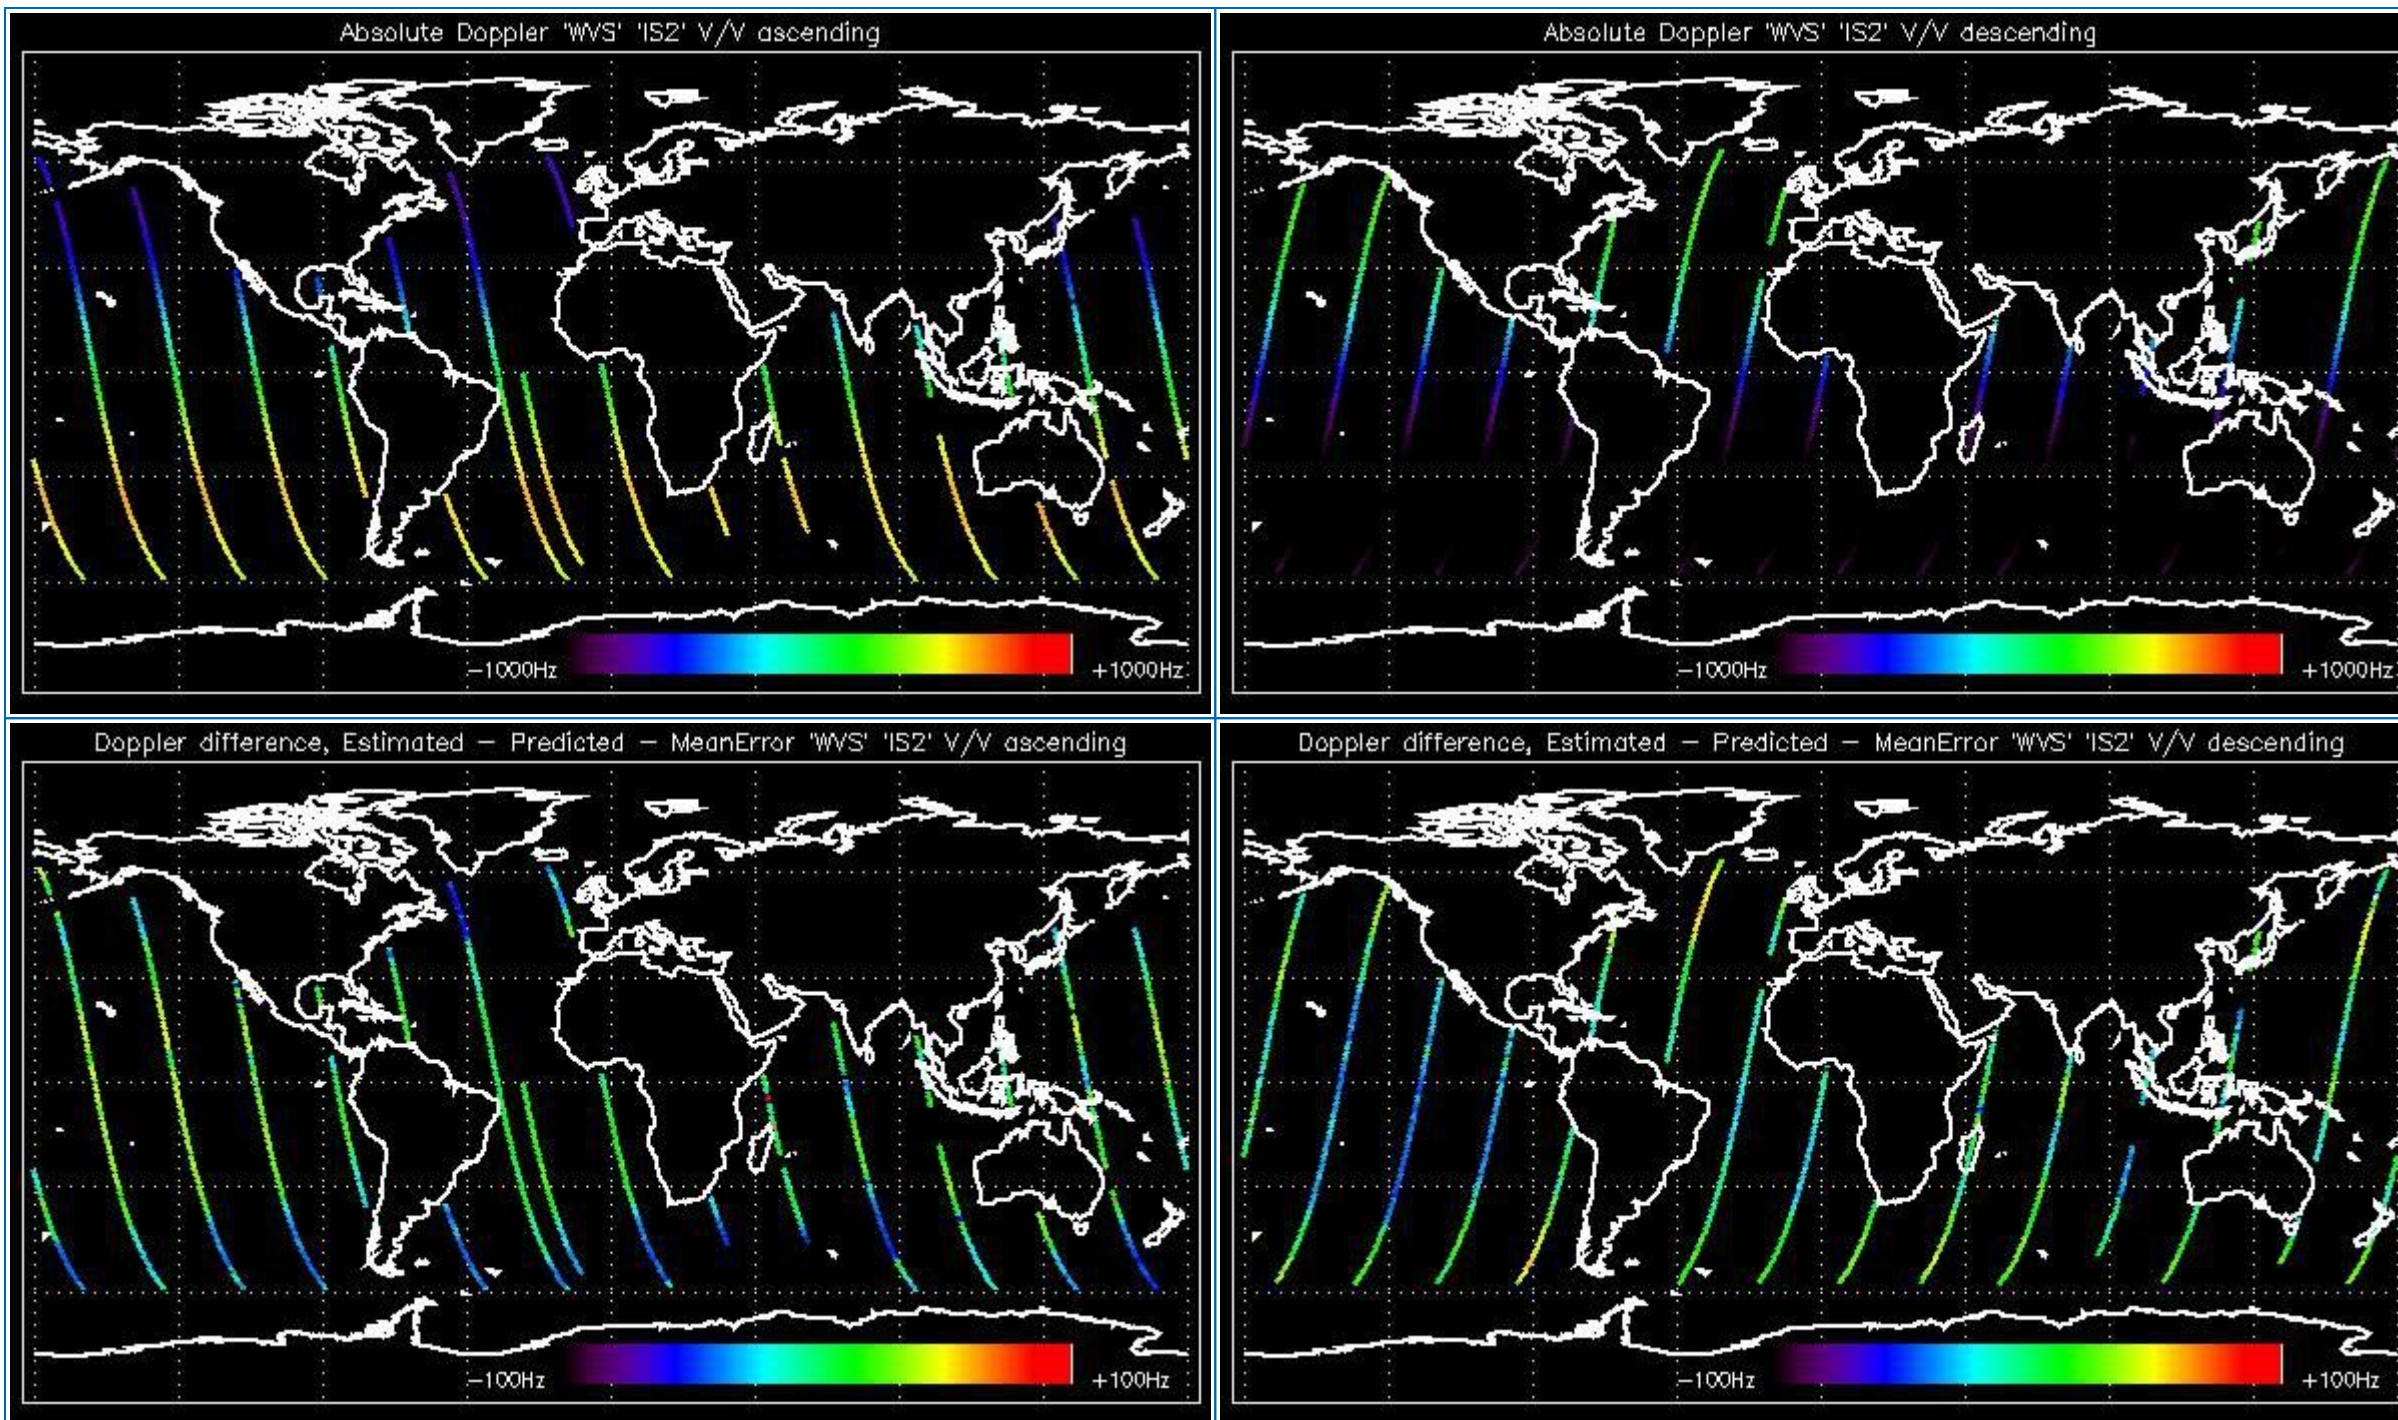 Absolute Doppler 'WVS' 'IS2' V/V ascending
-1000Hz
+1000Hz
Absolute Doppler 'WVS' 'IS2' V/V descending
-1000Hz
+1000Hz
Doppler difference, Estimated - Predicted - MeanError 'WVS' 'IS2' V/V ascending
-100Hz
+100Hz
Doppler difference, Estimated - Predicted - MeanError 'WVS' 'IS2' V/V descending
-100Hz
+100Hz